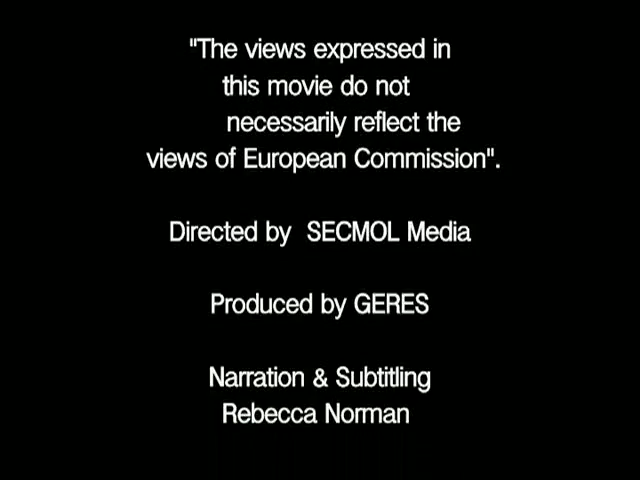 "The views expressed in
this movie do not
necessarily reflect the
views of European Commission".
Directed by SECMOL Media
Produced by GERES
Narration & Subtitling
Rebecca Norman